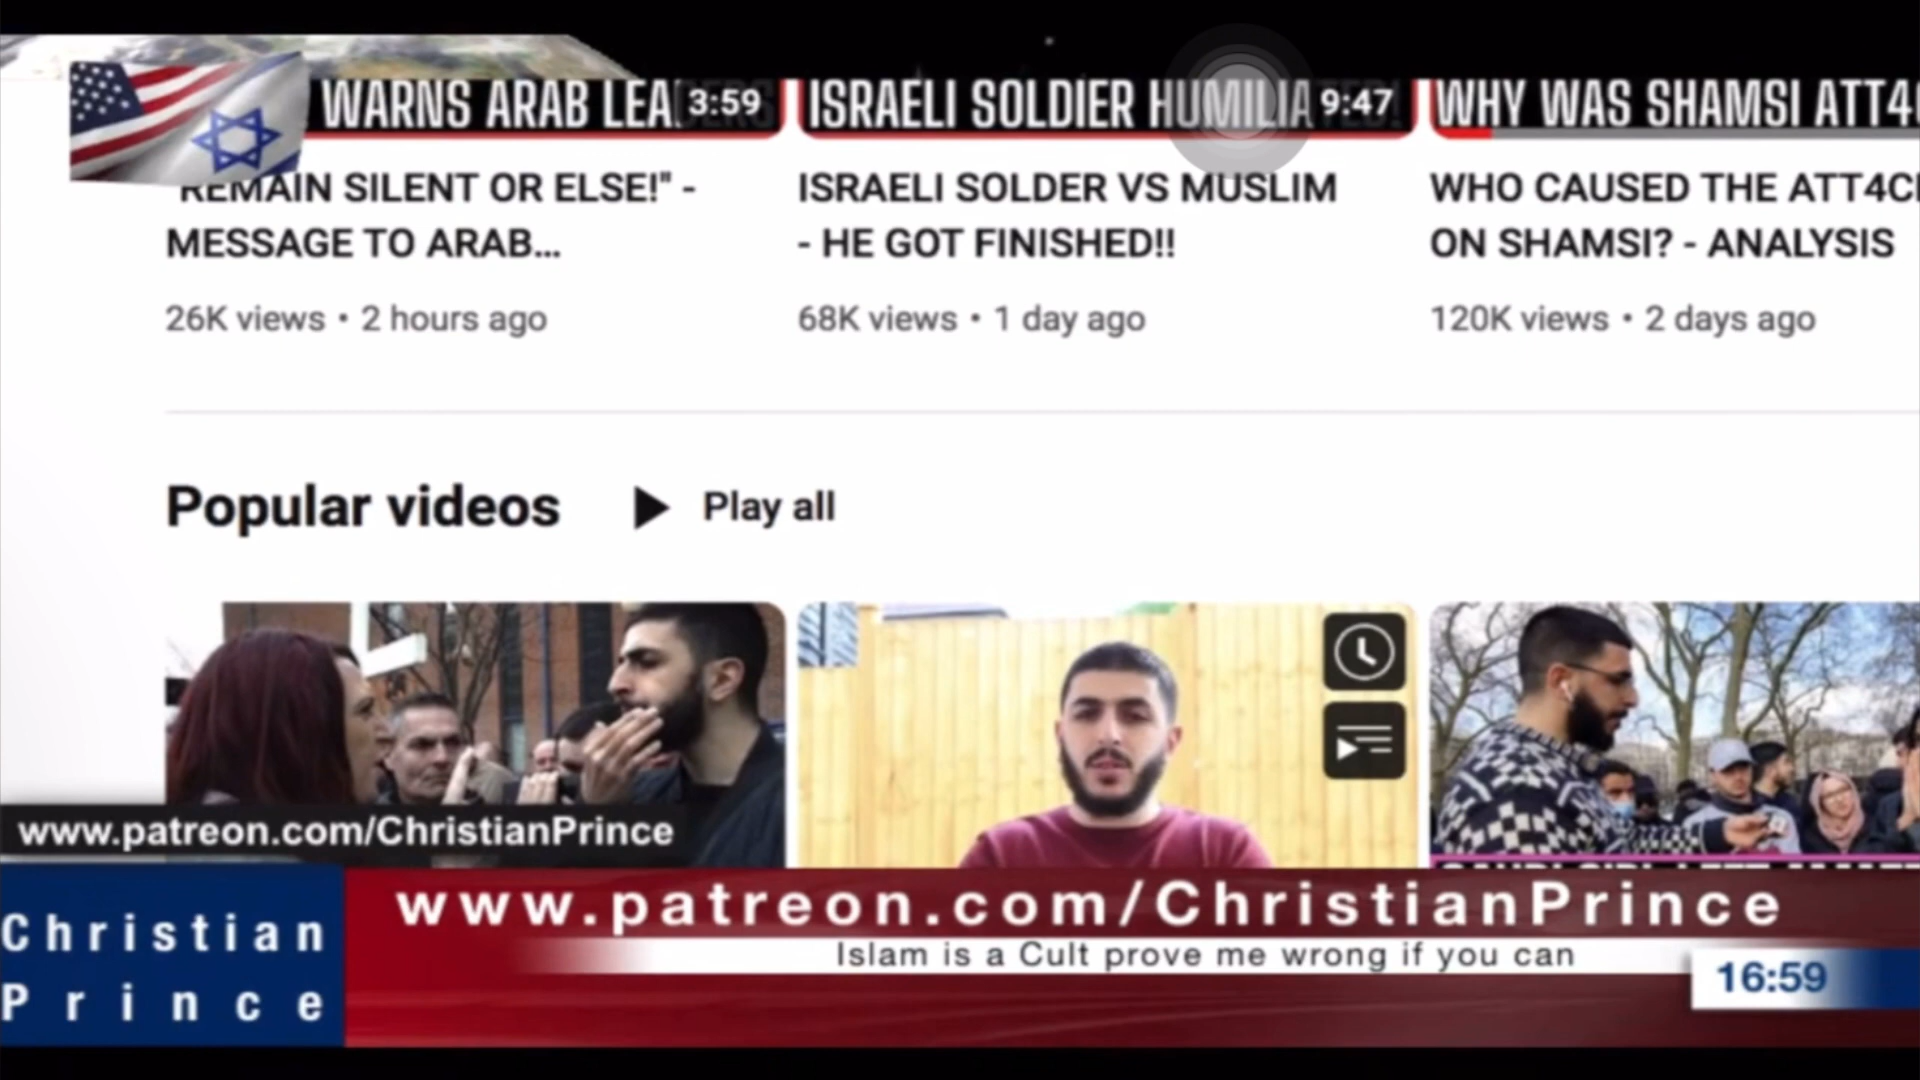 WARNS ARAB LEADERS
3:59
ISRAELI SOLDIER HUMILIATED!
9:47
WHY WAS SHAMSI ATT4
"REMAIN SILENT OR ELSE!" -
MESSAGE TO ARAB...
26K views • 2 hours ago
ISRAELI SOLDER VS MUSLIM
- HE GOT FINISHED!!
68K views • 1 day ago
WHO CAUSED THE ATT4C
ON SHAMSI? - ANALYSIS
120K views • 2 days ago
Popular videos
Play all
www.patreon.com/ChristianPrince
Christian
Prince
www.patreon.com/ChristianPrince
Islam is a Cult prove me wrong if you can
16:59